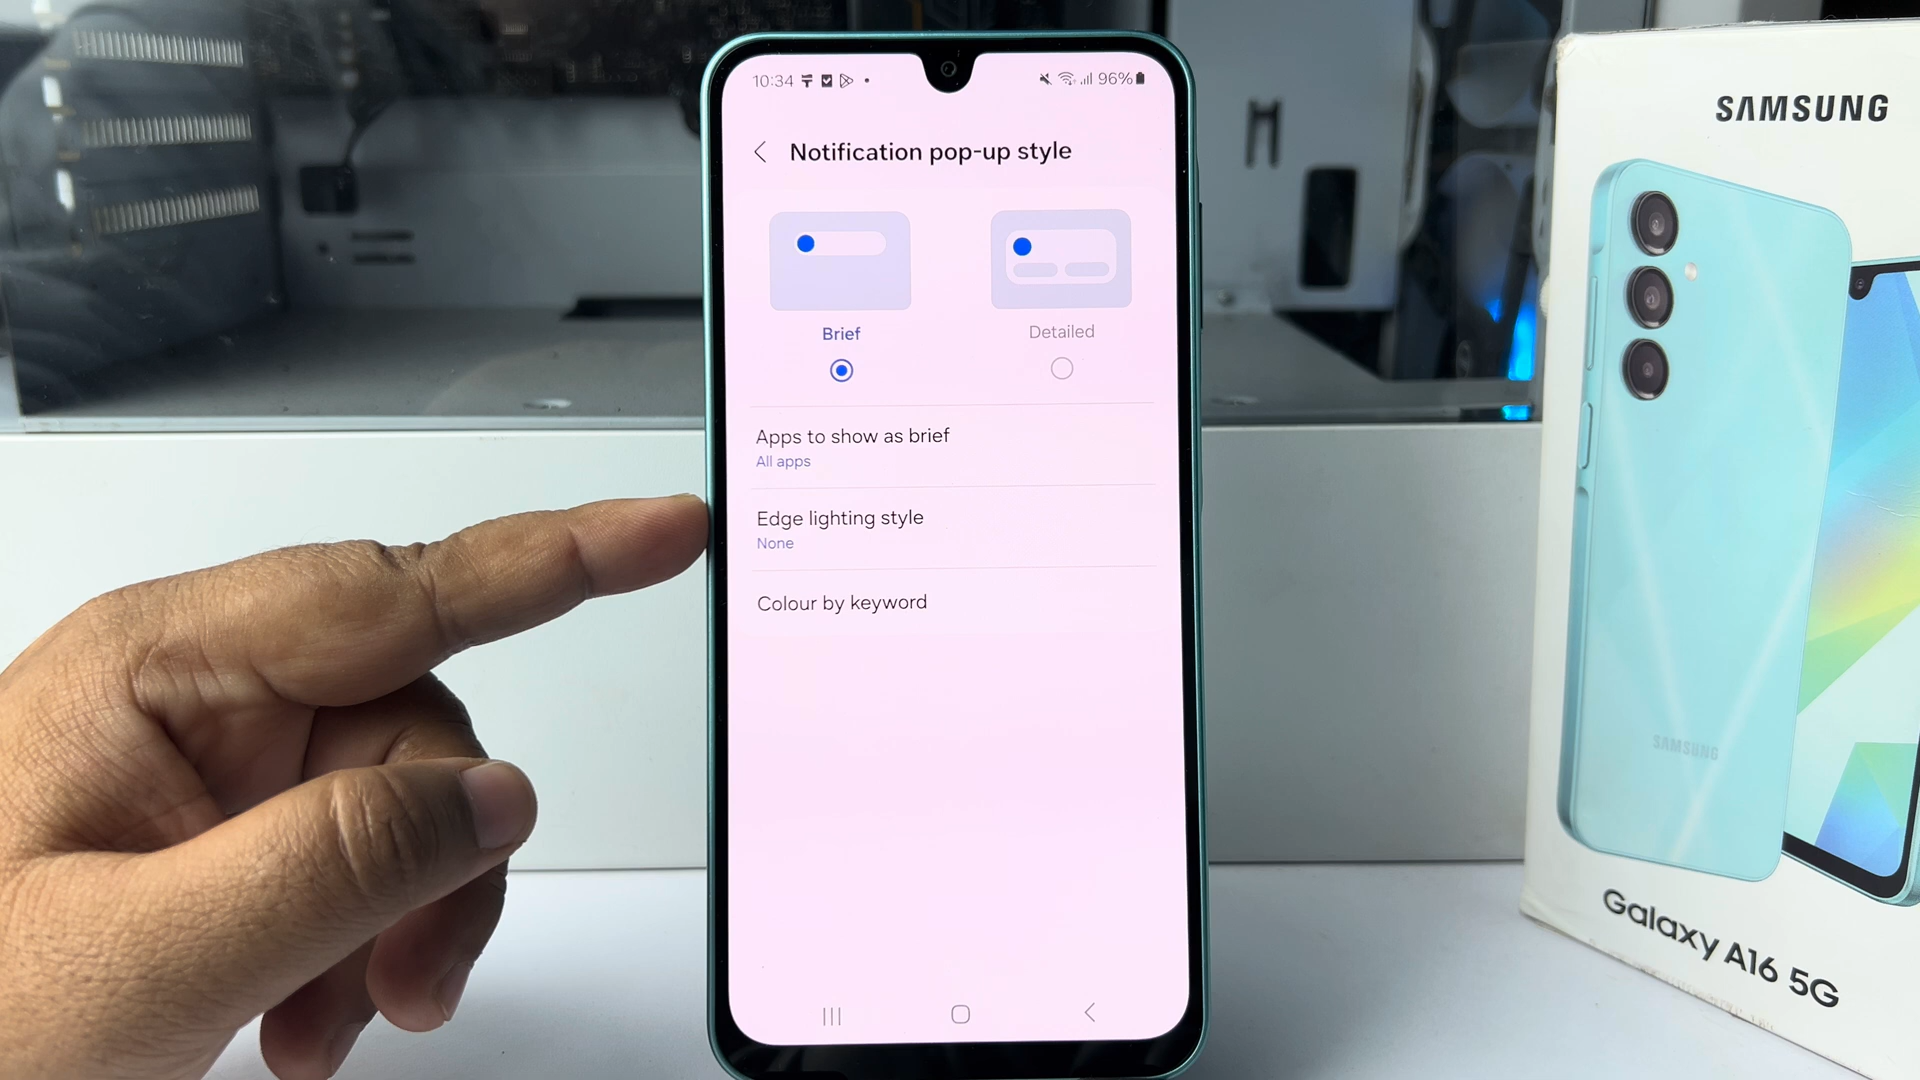 10:34
96%
Notification pop-up style
Brief
Detailed
Apps to show as brief
All apps
Edge lighting style
None
Colour by keyword
SAMSUNG
SAMSUNG
Galaxy A16 5G